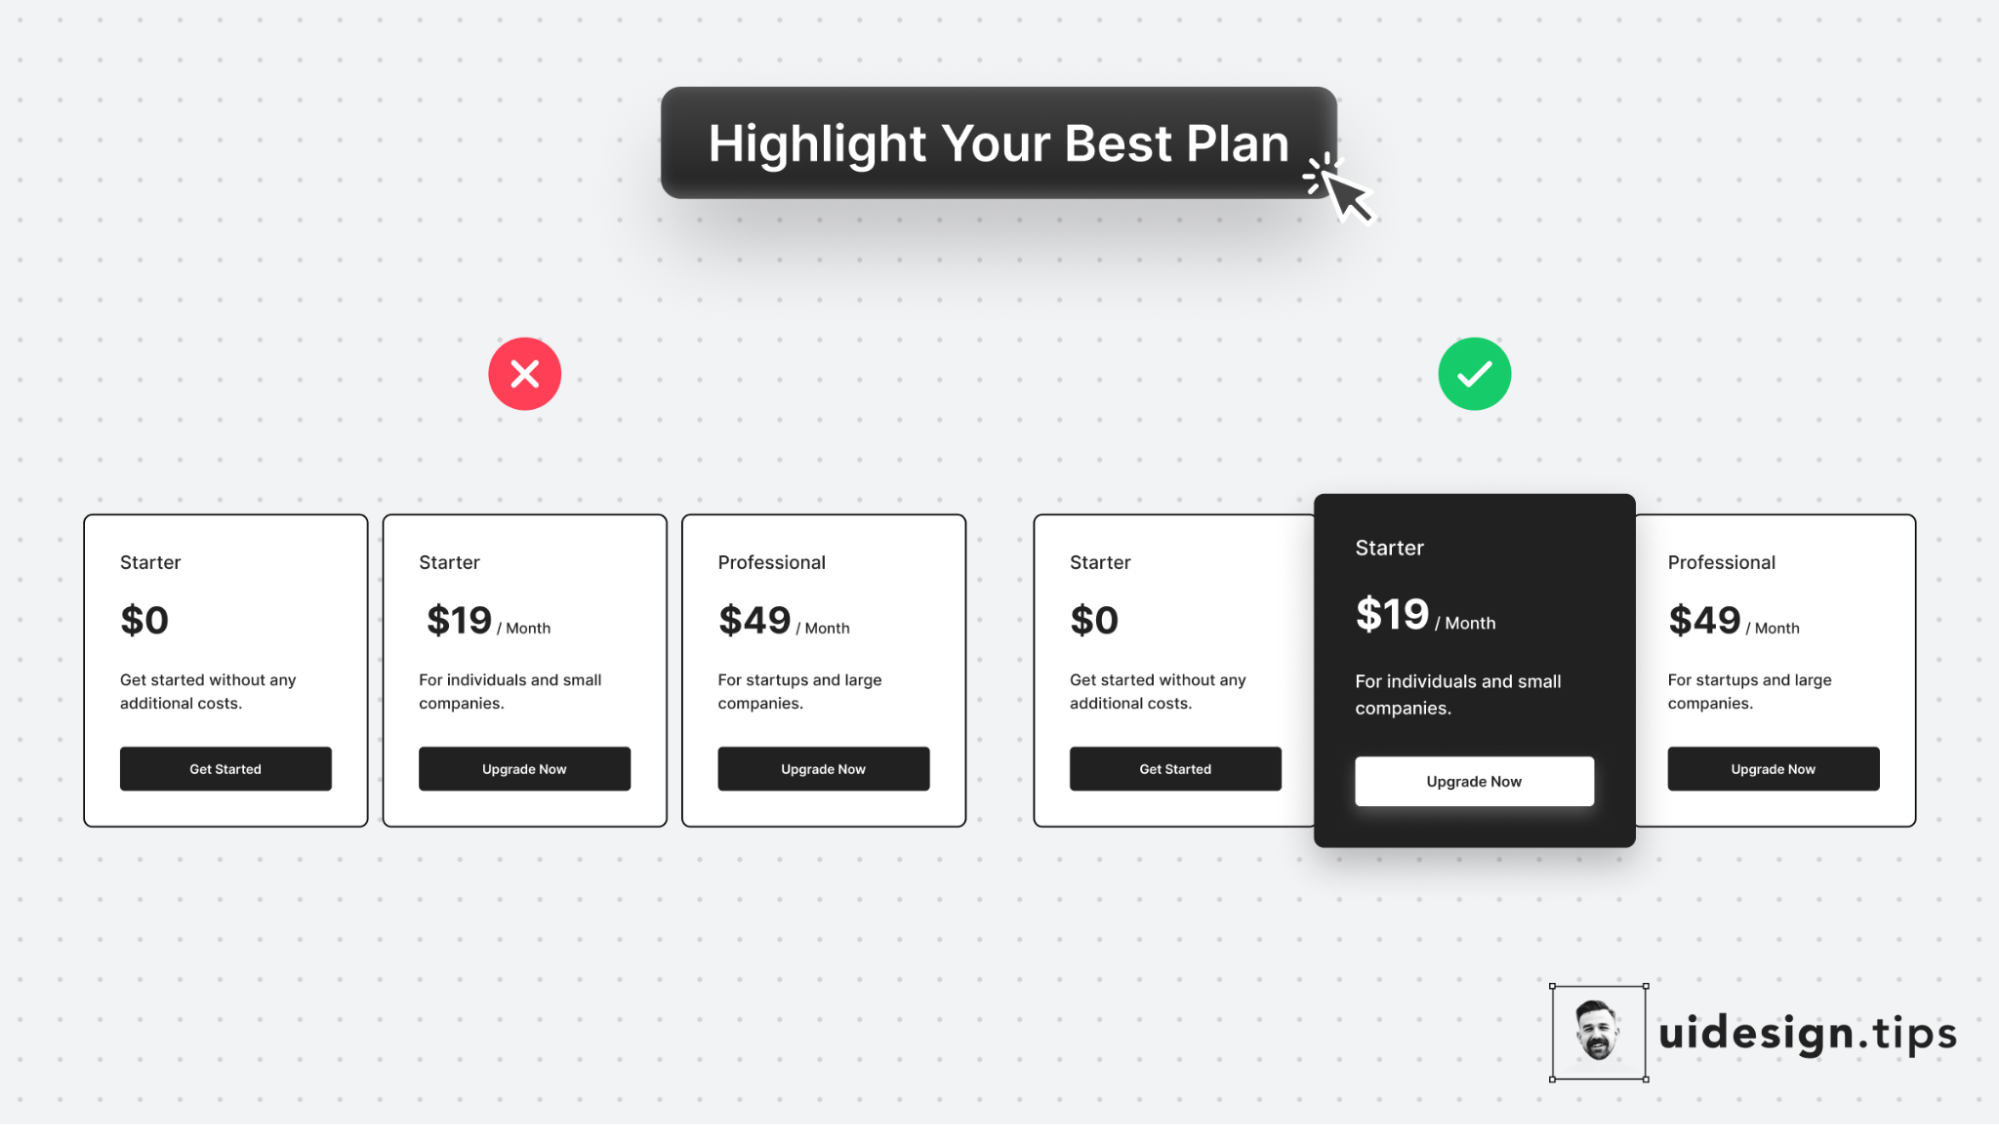 Highlight Your Best Plan
Starter
$0
Get started without any
additional costs.
Get Started
Starter
$19 / Month
For individuals and small
companies.
Upgrade Now
Professional
$49 / Month
For startups and large
companies.
Upgrade Now
Starter
$0
Get started without any
additional costs.
Get Started
Starter
$19 / Month
For individuals and small
companies.
Upgrade Now
Professional
$49 / Month
For startups and large
companies.
Upgrade Now
uidesign.tips